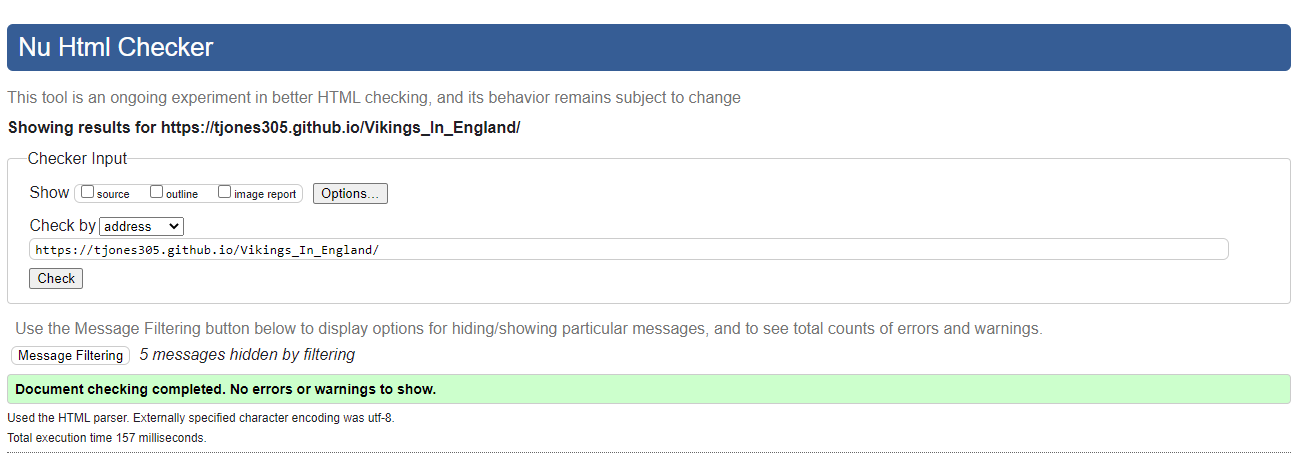 Nu Html Checker
This tool is an ongoing experiment in better HTML checking, and its behavior remains subject to change
Showing results for https://tjones305.github.io/Vikings_In_England/
Checker Input
Show source outline image report Options...
Check by address
https://tjones305.github.io/Vikings_In_England/
Check
Use the Message Filtering button below to display options for hiding/showing particular messages, and to see total counts of errors and warnings.
Message Filtering 5 messages hidden by filtering
Document checking completed. No errors or warnings to show.
Used the HTML parser. Externally specified character encoding was utf-8.
Total execution time 157 milliseconds.